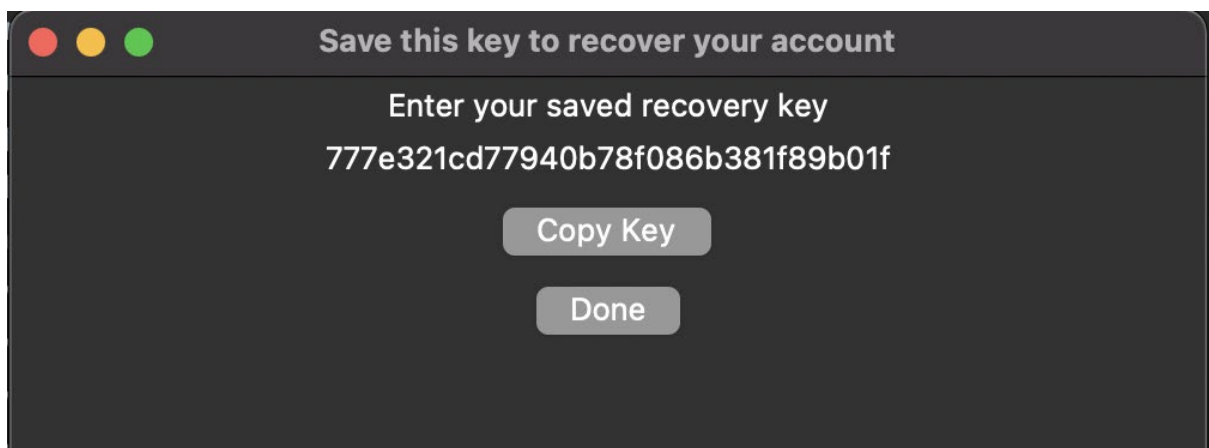 Save this key to recover your account
Enter your saved recovery key
777e321cd77940b78f086b381f89b01f
Copy Key
Done